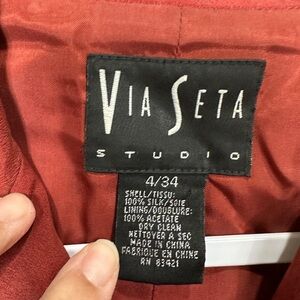 VIA SETA
STUDIO
4/34
SHELL/TISSU:
100% SILK/SOIE
LINING/DOUBLURE:
100% ACETATE
DRY CLEAN
NETTOYER A SEC
MADE IN CHINA
FABRIQUE EN CHINE
RN 83421